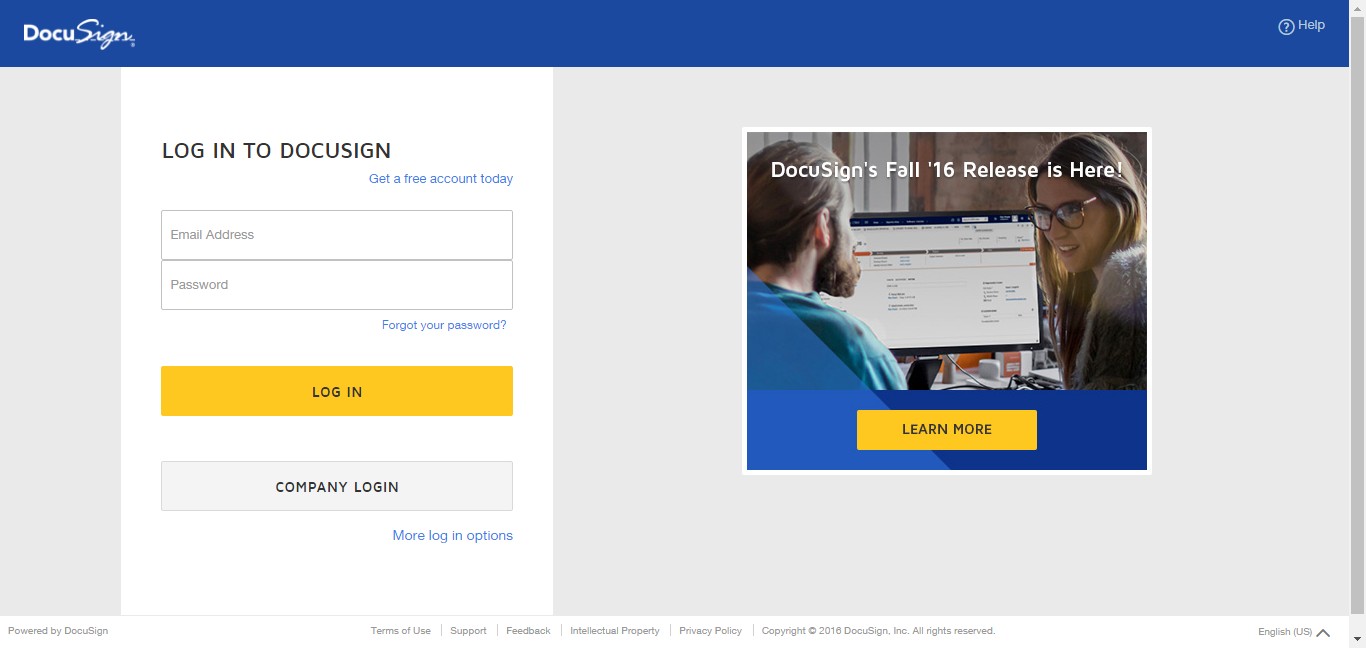 DocuSign
Help
LOG IN TO DOCUSIGN
Get a free account today
Email Address
Password
Forgot your password?
LOG IN
COMPANY LOGIN
More log in options
DocuSign's Fall '16 Release is Here!
LEARN MORE
Powered by DocuSign
Terms of Use
Support
Feedback
Intellectual Property
Privacy Policy
Copyright © 2016 DocuSign, Inc. All rights reserved.
English (US)